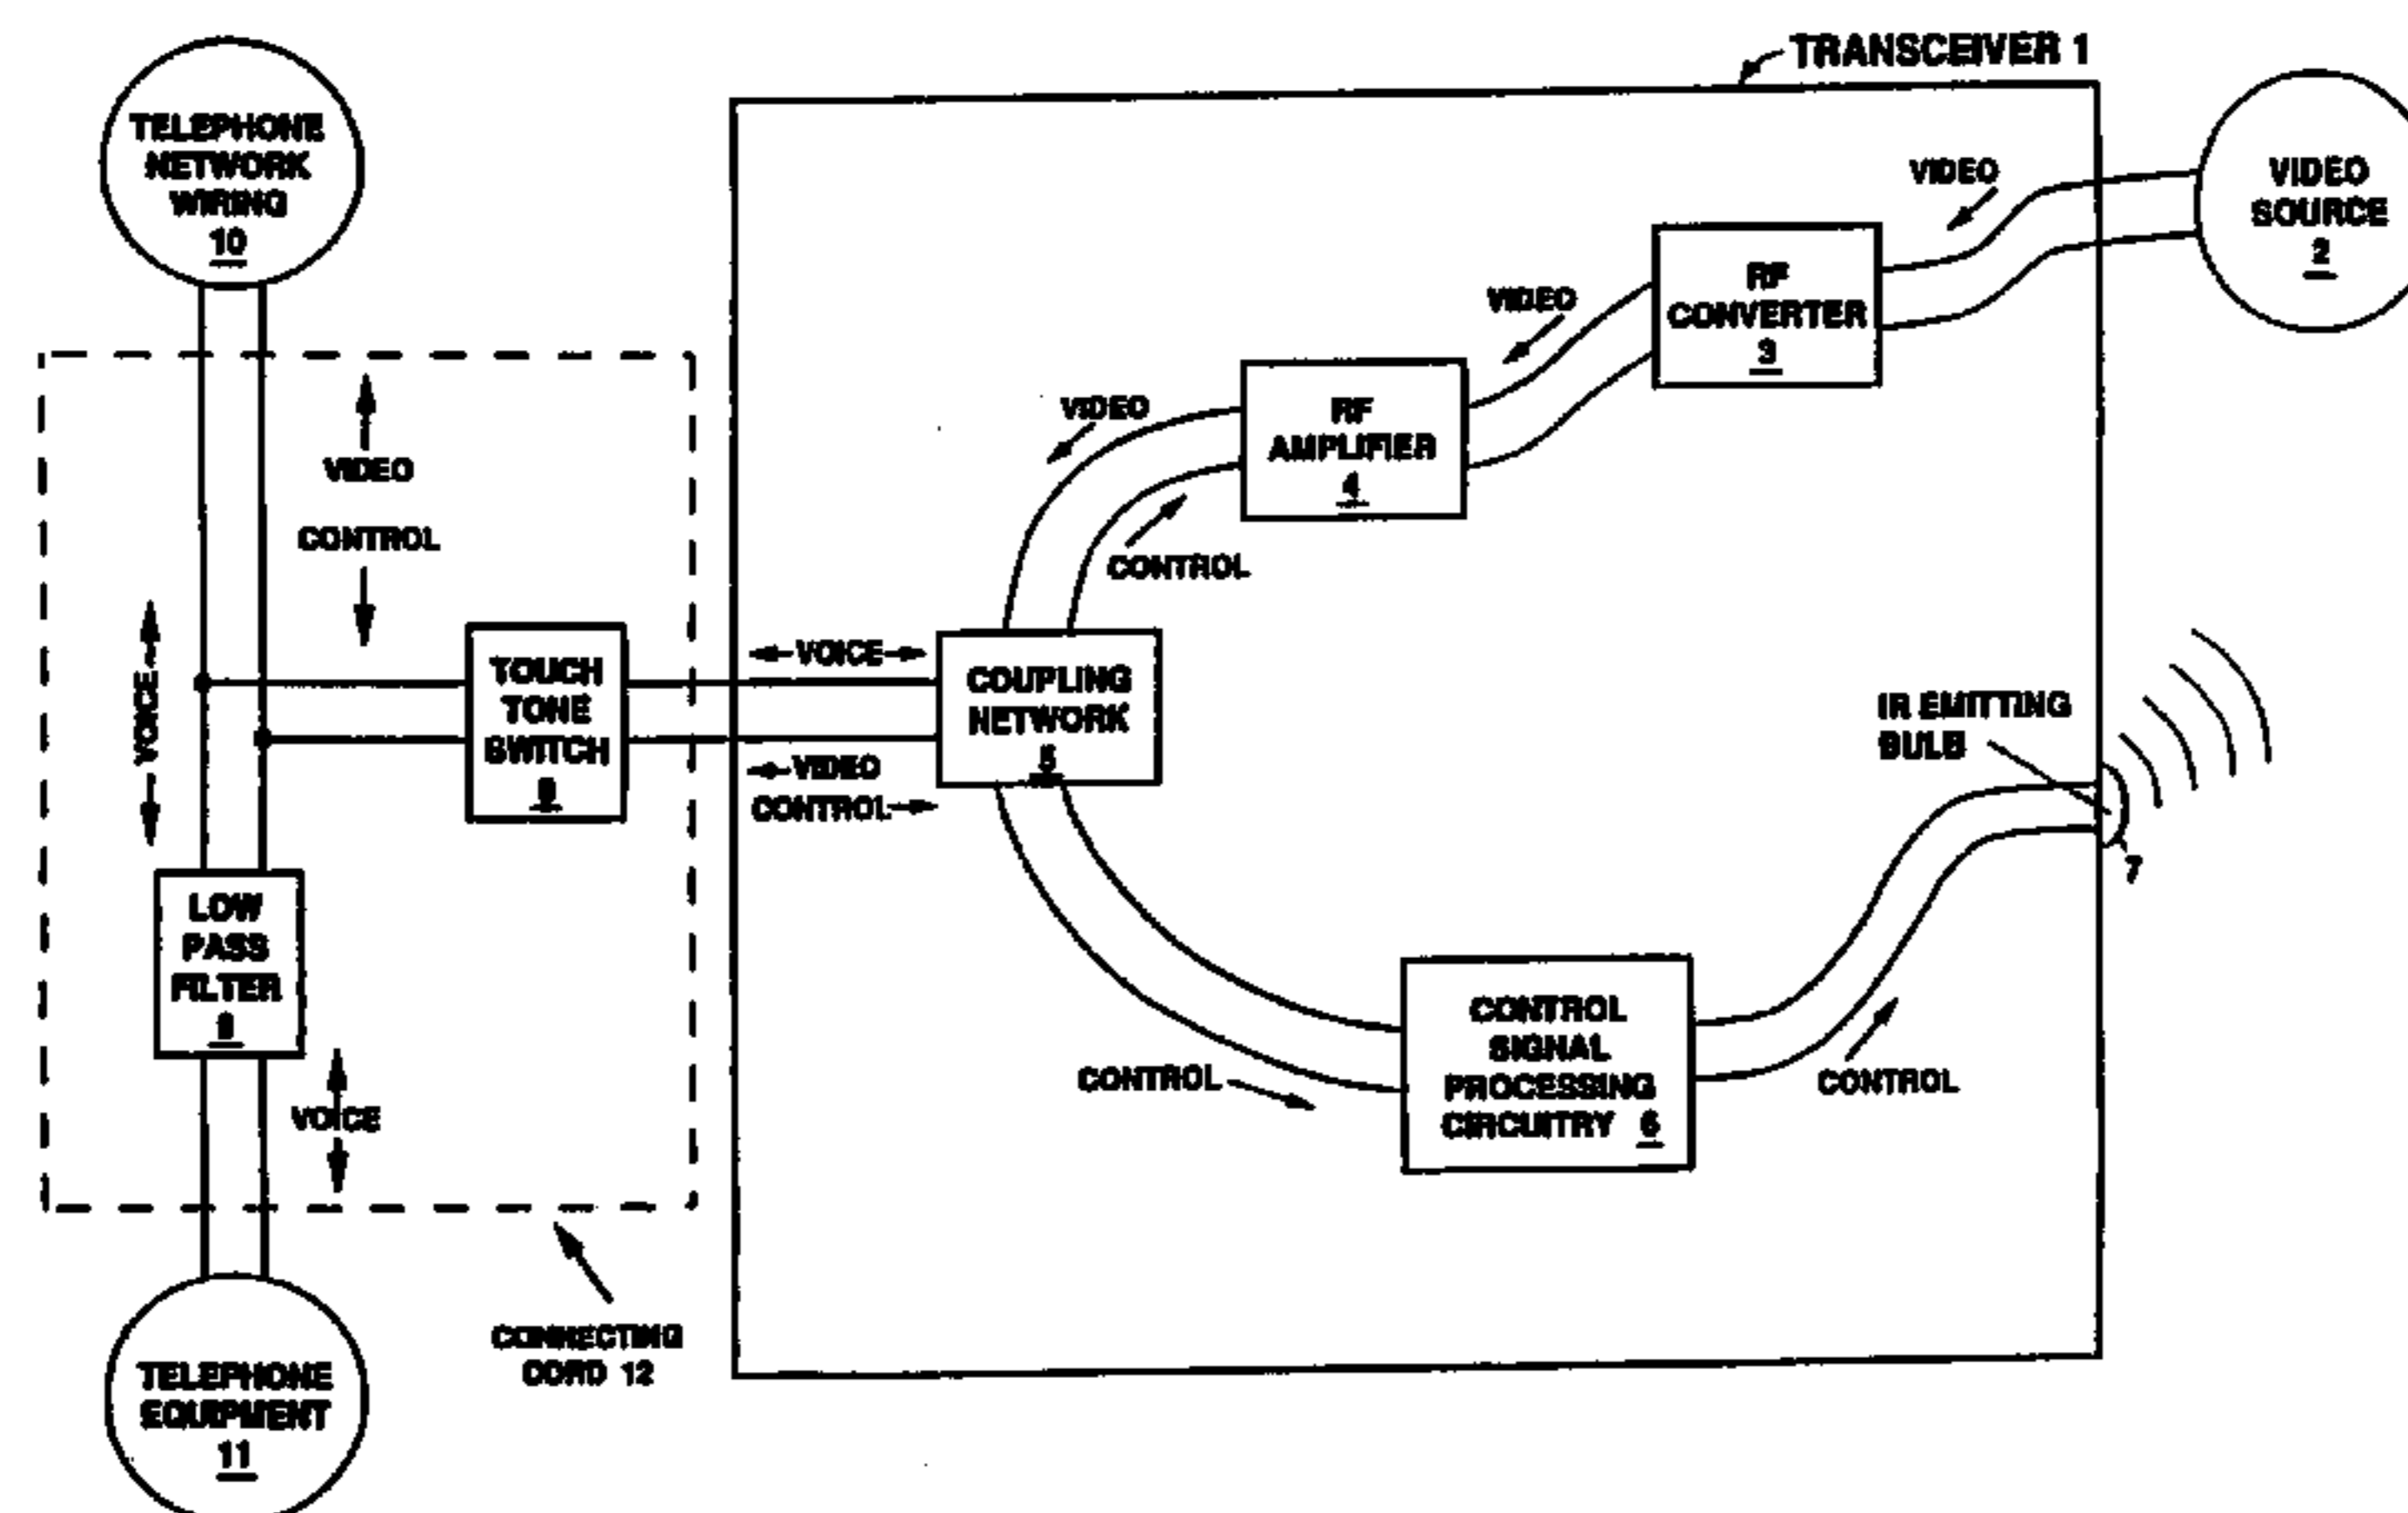 TRANSCEIVER 1
TELEPHONE
NETWORK
WIRING
10
VIDEO
SOURCE
2
VIDEO
RF
CONVERTER
3
VIDEO
RF
AMPLIFIER
4
VIDEO
CONTROL
VIDEO
CONTROL
VOICE
TOUCH
TONE
SWITCH
VOICE
VIDEO
CONTROL
COUPLING
NETWORK
5
IR EMITTING
BULB
7
LOW
PASS
FILTER
VOICE
CONTROL
SIGNAL
PROCESSING
CIRCUITRY 6
CONTROL
CONTROL
CONNECTING
CORD 12
TELEPHONE
EQUIPMENT
11